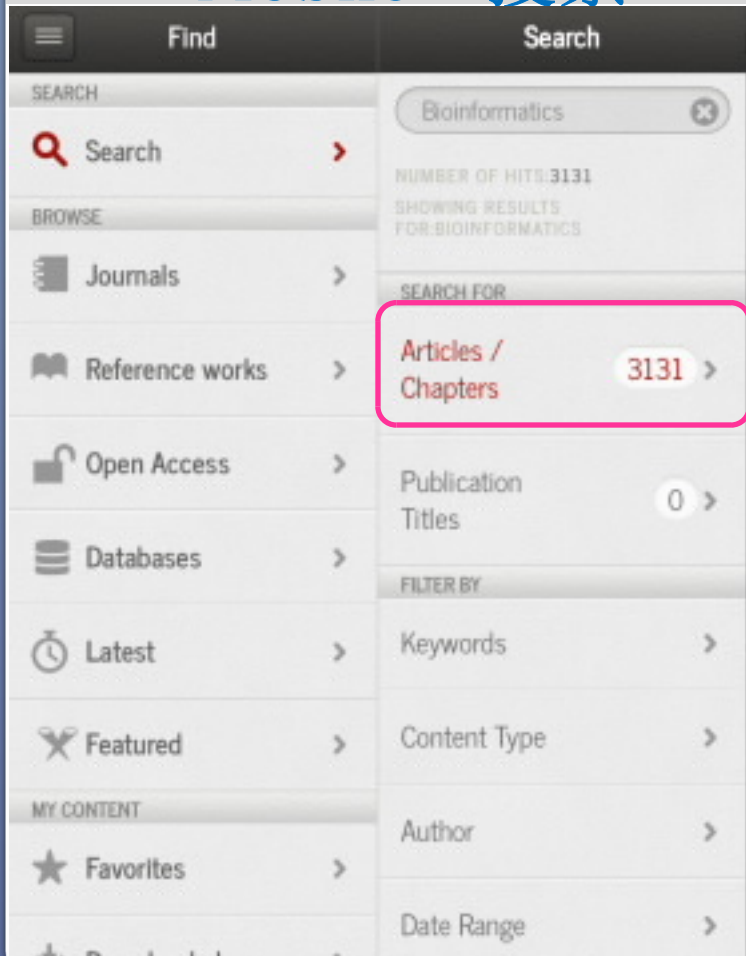 Find
SEARCH
Search
BROWSE
Journals
Reference works
Open Access
Databases
Latest
Featured
MY CONTENT
Favorites
Search
Bioinformatics
NUMBER OF HITS:3131
SHOWING RESULTS
FOR:BIOINFORMATICS
SEARCH FOR
Articles /
Chapters
3131
Publication
Titles
0
FILTER BY
Keywords
Content Type
Author
Date Range